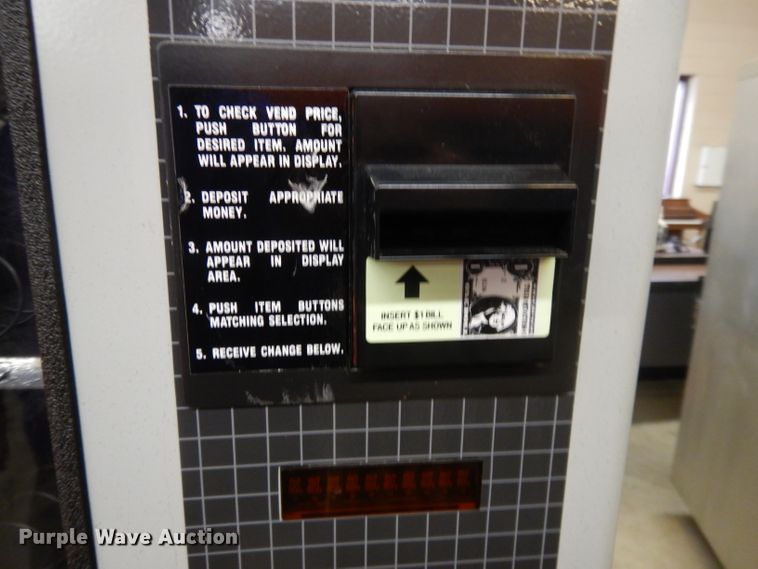 1. TO CHECK VEND PRICE,
PUSH BUTTON FOR
DESIRED ITEM. AMOUNT
WILL APPEAR IN DISPLAY.
2. DEPOSIT APPROPRIATE
MONEY.
3. AMOUNT DEPOSITED WILL
APPEAR IN DISPLAY
AREA.
4. PUSH ITEM BUTTONS
MATCHING SELECTION.
5. RECEIVE CHANGE BELOW.
INSERT $1 BILL
FACE UP AS SHOWN
Purple Wave Auction